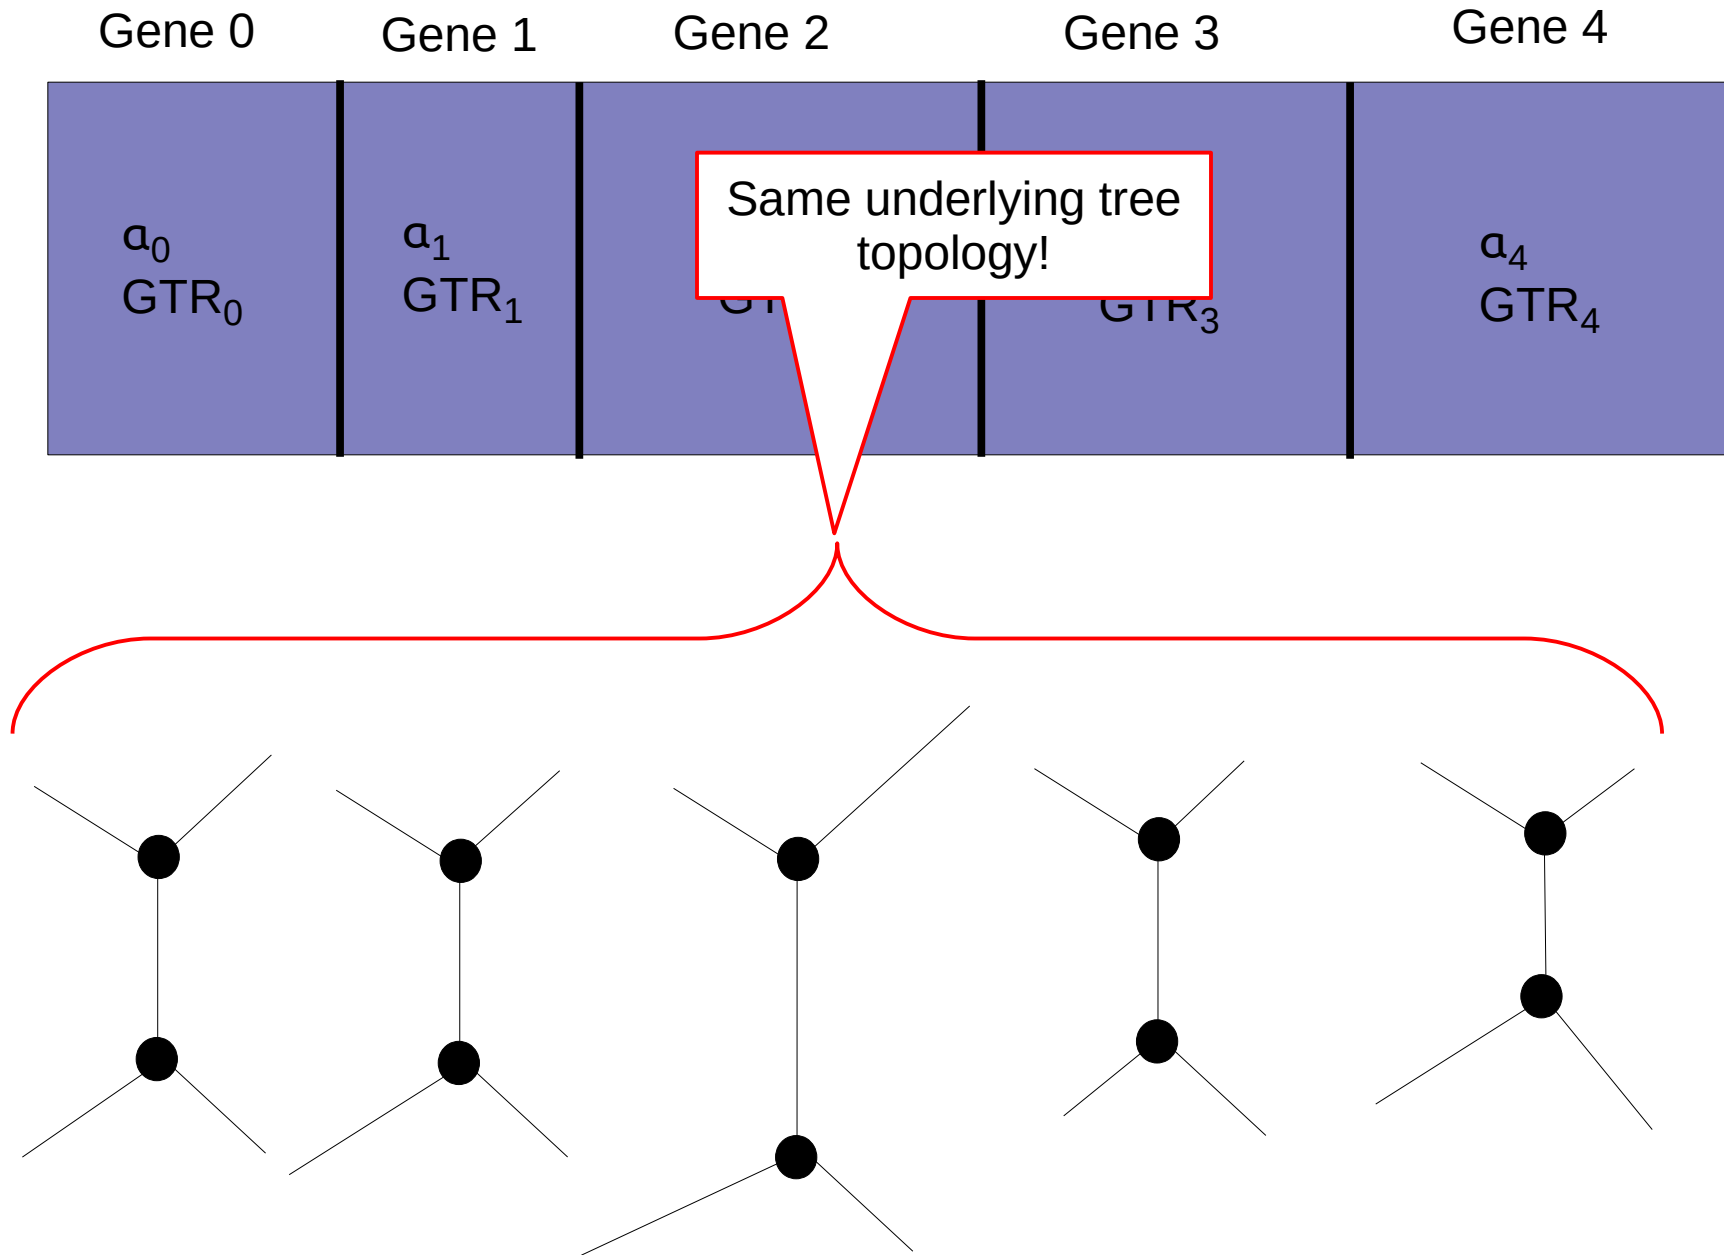 Gene 0
Gene 1
Gene 2
Gene 3
Gene 4
Same underlying tree
topology!
α₀
GTR₀
α₁
GTR₁
GTR₃
α₄
GTR₄